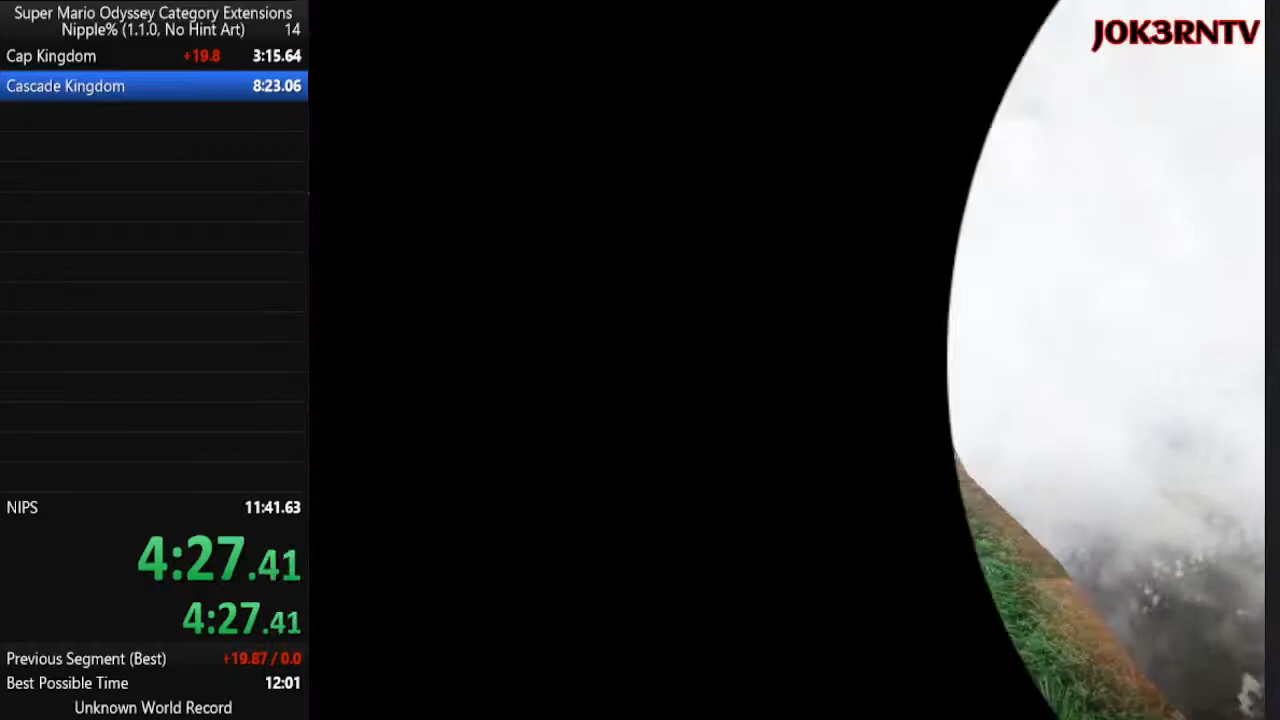 Super Mario Odyssey Category Extensions
Nipple% (1.1.0, No Hint Art) 14
Cap Kingdom +19.8 3:15.64
Cascade Kingdom 8:23.06
NIPS 11:41.63
4:27.41
4:27.41
Previous Segment (Best) +19.87 / 0.0
Best Possible Time 12:01
Unknown World Record
JOK3RNTV